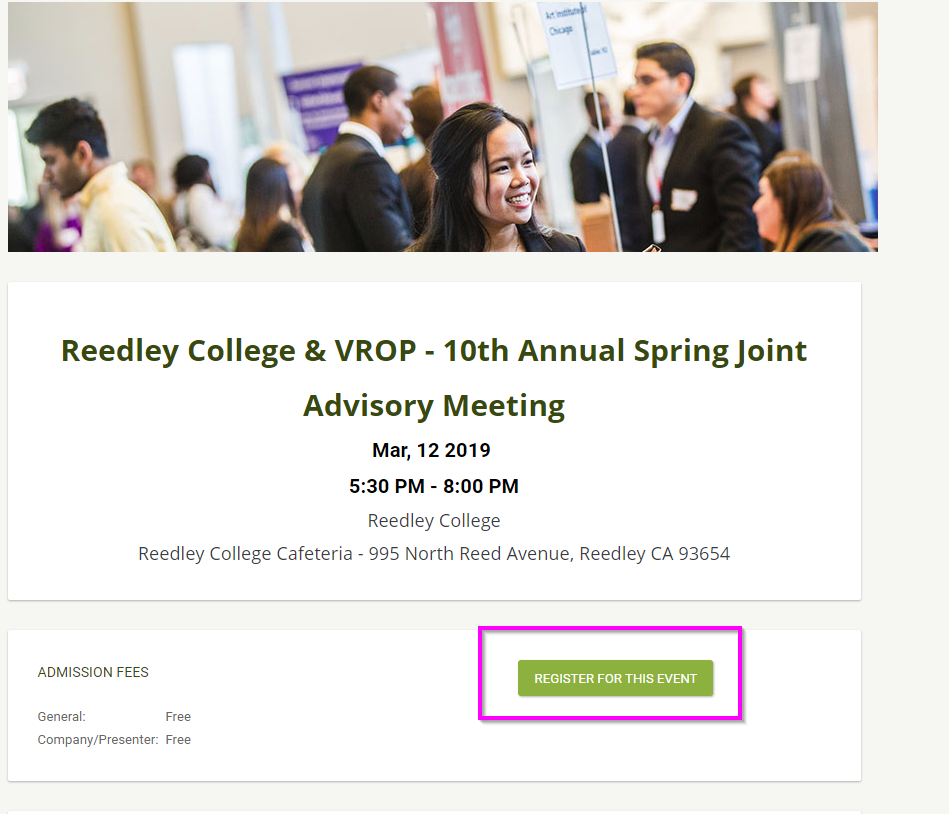 Art Institute of
Chicago
Reedley College & VROP - 10th Annual Spring Joint
Advisory Meeting
Mar, 12 2019
5:30 PM - 8:00 PM
Reedley College
Reedley College Cafeteria - 995 North Reed Avenue, Reedley CA 93654
ADMISSION FEES
REGISTER FOR THIS EVENT
General: Free
Company/Presenter: Free